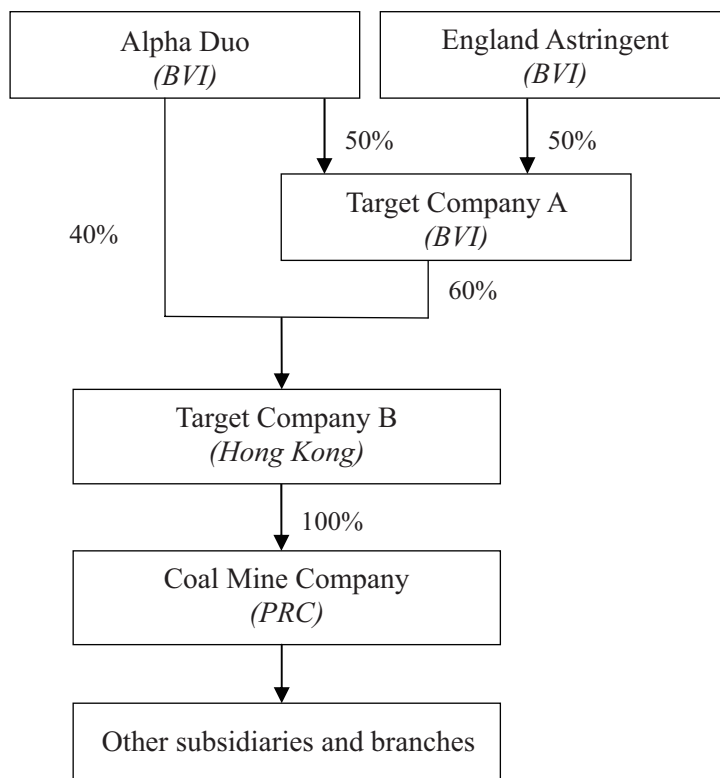 Alpha Duo
(BVI)
England Astringent
(BVI)
50%
50%
Target Company A
(BVI)
40%
60%
Target Company B
(Hong Kong)
100%
Coal Mine Company
(PRC)
Other subsidiaries and branches